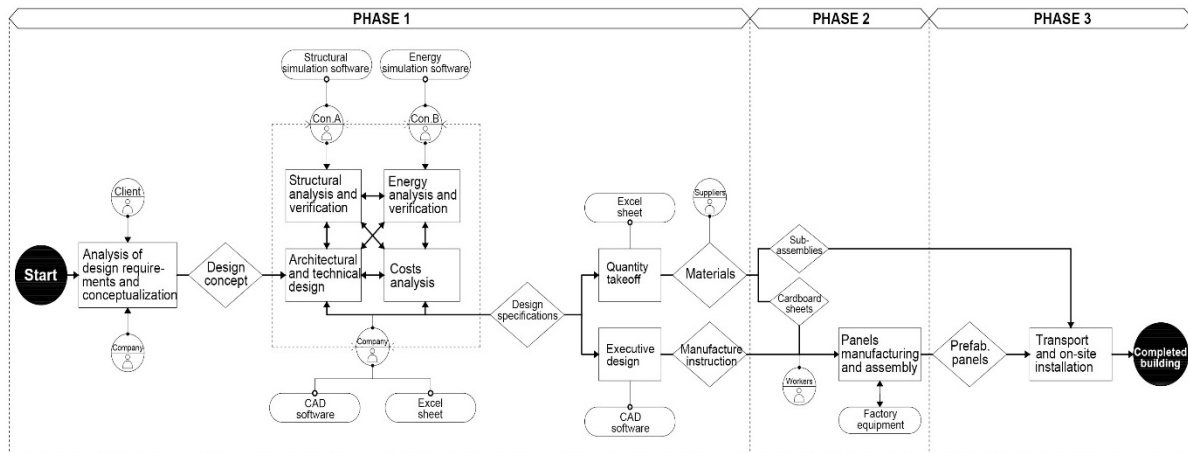 PHASE 1
PHASE 2
PHASE 3
Structural
simulation software
Energy
simulation software
Con.A
Con.B
Client
Structural
analysis and
verification
Energy
analysis and
verification
Start
Analysis of
design require-
ments and
conceptualization
Design
concept
Architectural
and technical
design
Costs
analysis
Company
Company
CAD
software
Excel
sheet
Design
specifications
Excel
sheet
Suppliers
Quantity
takeoff
Materials
Sub-
assemblies
Cardboard
sheets
Executive
design
Manufacture
instruction
CAD
software
Workers
Panels
manufacturing
and assembly
Factory
equipment
Prefab.
panels
Transport
and on-site
installation
Completed
building